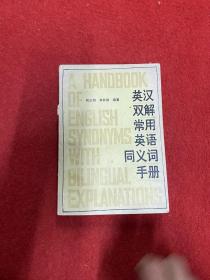 A HANDBOOK
OF
ENGLISH
SYNONYMS
WITH
BILINGUAL
EXPLANATIONS
英汉
双解
常用
英语
同义词
手册